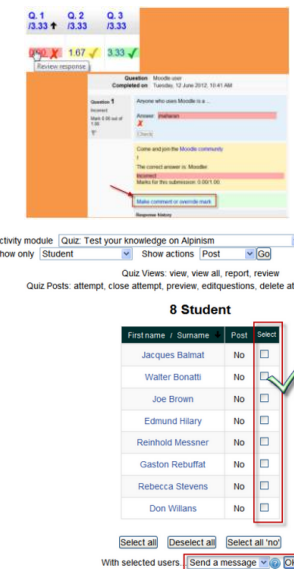 Q. 1 Q. 2 Q. 3
/3.33 /3.33 /3.33
0.00 1.67 3.33
Review response
Question Moodle user
Completed on Tuesday, 12 June 2012, 10:41 AM
Question 1 Anyone who uses Moodle is a ...
Incorrect
Mark 0.00 out of
1.00
Answer:
Check
Come and join the Moodle community
!
The correct answer is: Moodler
Incorrect
Marks for this submission: 0.00/1.00.
Make comment or override mark
Response history
ctivity module Quiz: Test your knowledge on Alpinism
how only Student Show actions Post Go
Quiz Views: view, view all, report, review
Quiz Posts: attempt, close attempt, preview, editquestions, delete at
8 Student
First name / Surname Post Select
Jacques Balmat No
Walter Bonatti No
Joe Brown No
Edmund Hilary No
Reinhold Messner No
Gaston Rebuffat No
Rebecca Stevens No
Don Willans No
Select all Deselect all Select all 'no'
With selected users... Send a message OK